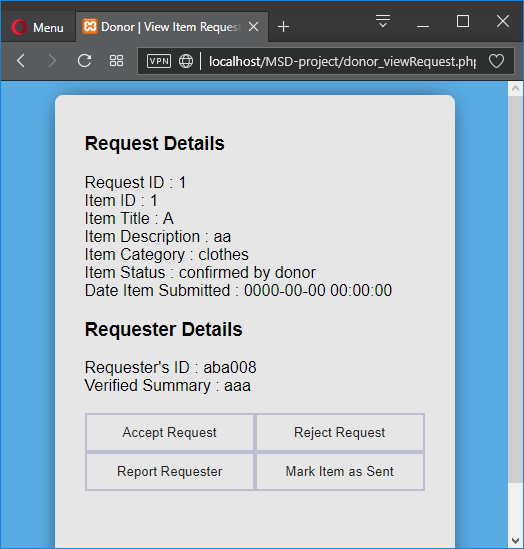 Menu
Donor | View Item Request
VPN
localhost/MSD-project/donor_viewRequest.php
Request Details
Request ID : 1
Item ID : 1
Item Title : A
Item Description : aa
Item Category : clothes
Item Status : confirmed by donor
Date Item Submitted : 0000-00-00 00:00:00
Requester Details
Requester's ID : aba008
Verified Summary : aaa
Accept Request
Reject Request
Report Requester
Mark Item as Sent